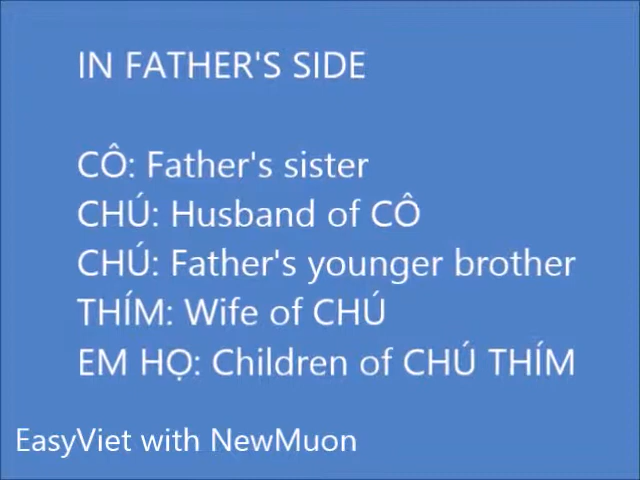 IN FATHER'S SIDE
CÔ: Father's sister
CHÚ: Husband of CÔ
CHÚ: Father's younger brother
THÍM: Wife of CHÚ
EM HỌ: Children of CHÚ THÍM
EasyViet with NewMuon